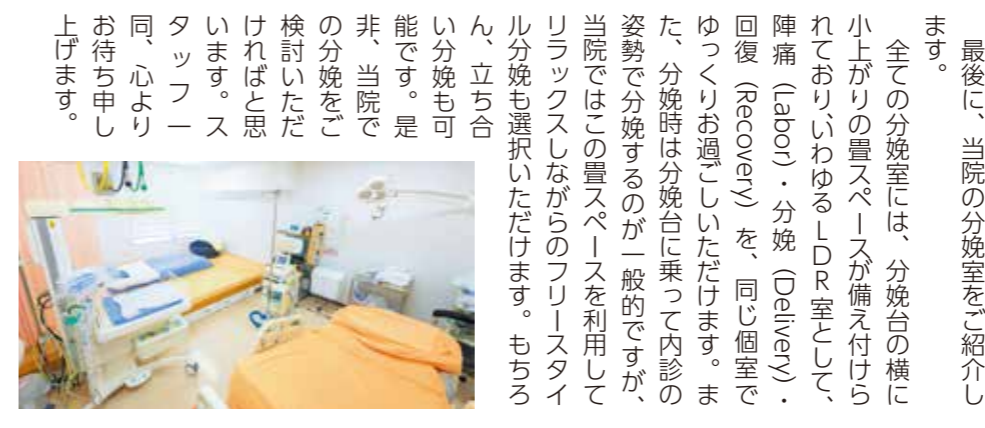 最後に、当院の分娩室をご紹介し
ます。
　全ての分娩室には、分娩台の横に
小上がりの畳スペースが備え付けら
れており、いわゆるLDR室として、
陣痛（Labor）・分娩（Delivery）・
回復（Recovery）を、同じ個室で
ゆっくりお過ごしいただけます。ま
た、分娩時は分娩台に乗って内診の
姿勢で分娩するのが一般的ですが、
当院ではこの畳スペースを利用して
リラックスしながらのフリースタイ
ル分娩も選択いただけます。もちろ
ん、立ち合
い分娩も可
能です。是
非、当院で
の分娩をご
検討いただ
ければと思
います。ス
タッフ一
同、心より
お待ち申し
上げます。